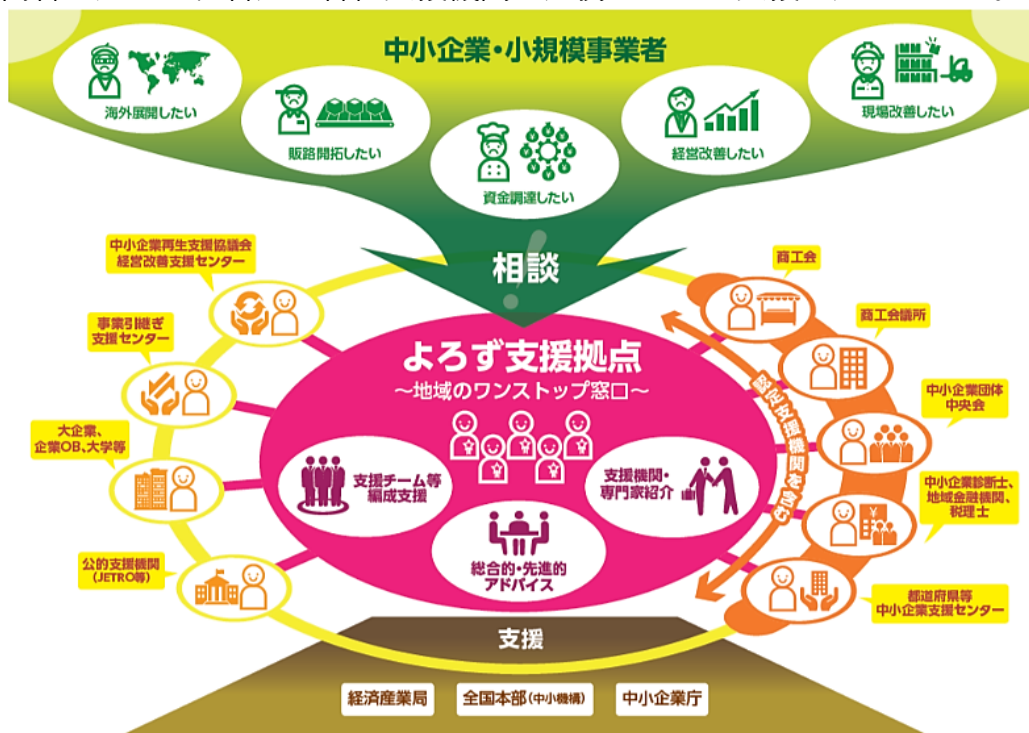 中小企業・小規模事業者
海外展開したい
販路開拓したい
資金調達したい
経営改善したい
現場改善したい
相談
中小企業再生支援協議会
経営改善支援センター
事業引継ぎ
支援センター
大企業、
企業OB、大学等
公的支援機関
(JETRO等)
よろず支援拠点
~地域のワンストップ窓口~
支援チーム等
編成支援
総合的・先進的
アドバイス
支援機関・
専門家紹介
認定支援機関を含む
商工会
商工会議所
中小企業団体
中央会
中小企業診断士、
地域金融機関、
税理士
都道府県等
中小企業支援センター
支援
経済産業局
全国本部(中小機構)
中小企業庁